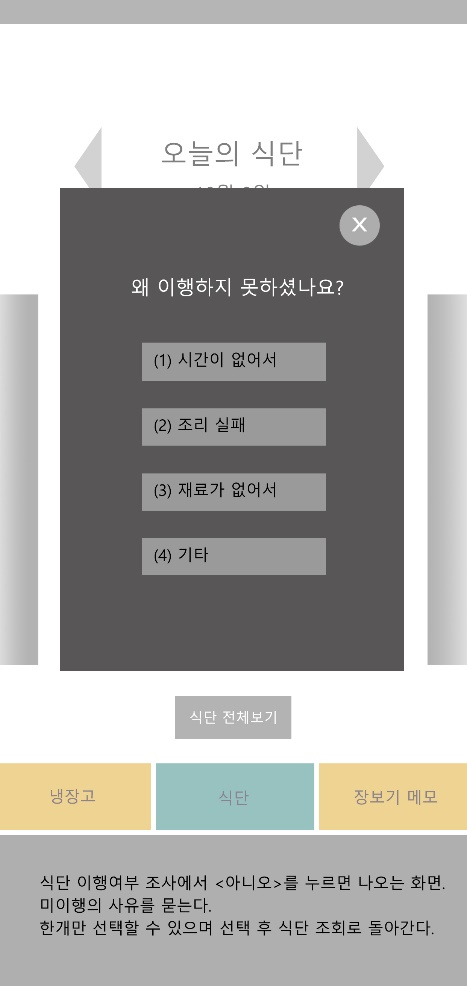 오늘의 식단
X
왜 이행하지 못하셨나요?
(1) 시간이 없어서
(2) 조리 실패
(3) 재료가 없어서
(4) 기타
식단 전체보기
냉장고
식단
장보기 메모
식단 이행여부 조사에서 <아니오>를 누르면 나오는 화면.
미이행의 사유를 묻는다.
한개만 선택할 수 있으며 선택 후 식단 조회로 돌아간다.